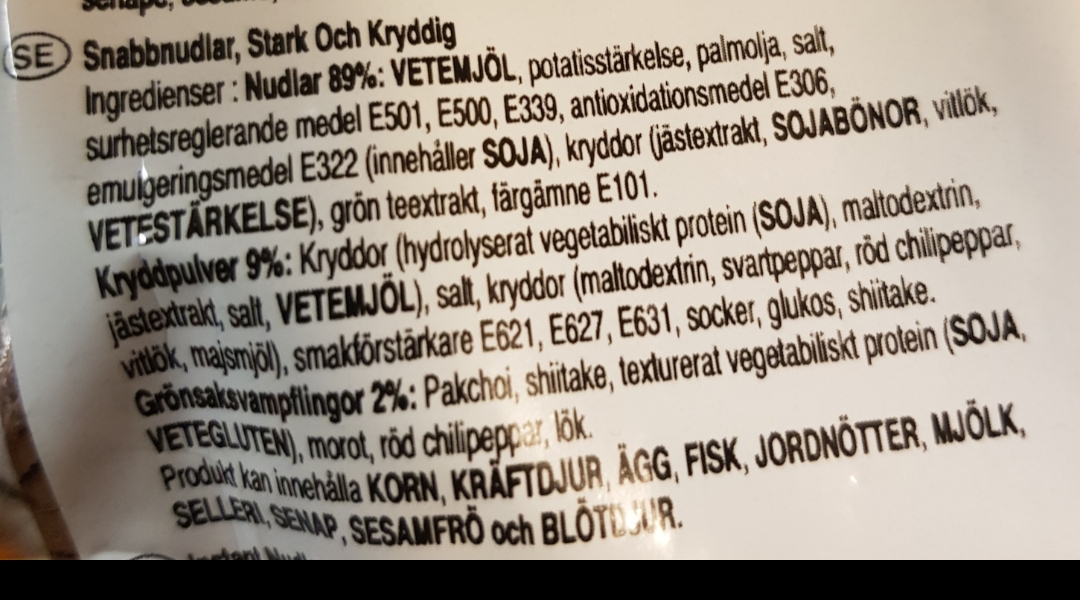 senap, sesam
SE Snabbnudlar, Stark Och Kryddig
Ingredienser : Nudlar 89%: VETEMJÖL, potatisstärkelse, palmolja, salt,
surhetsreglerande medel E501, E500, E339, antioxidationsmedel E306,
emulgeringsmedel E322 (innehåller SOJA), kryddor (jästextrakt, SOJABÖNOR, vitlök,
VETESTÄRKELSE), grön teextrakt, färgämne E101.
Kryddpulver 9%: Kryddor (hydrolyserat vegetabiliskt protein (SOJA), maltodextrin,
jästextrakt, salt, VETEMJÖL), salt, kryddor (maltodextrin, svartpeppar, röd chilipeppar,
vitlök, majsmjöl), smakförstärkare E621, E627, E631, socker, glukos, shiitake.
Grönsaksvampflingor 2%: Pakchoi, shiitake, texturerat vegetabiliskt protein (SOJA,
VETEGLUTEN), morot, röd chilipeppar, lök.
Produkt kan innehålla KORN, KRÄFTDJUR, ÄGG, FISK, JORDNÖTTER, MJÖLK,
SELLERI, SENAP, SESAMFRÖ och BLÖTDJUR.